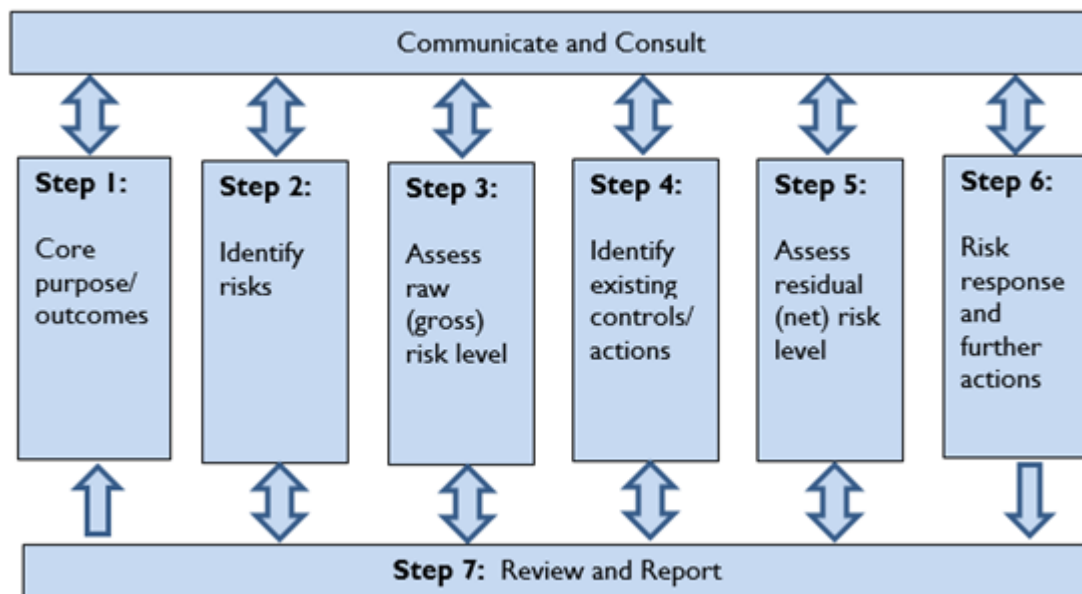 Communicate and Consult
Step 1:
Core
purpose/
outcomes
Step 2:
Identify
risks
Step 3:
Assess
raw
(gross)
risk level
Step 4:
Identify
existing
controls/
actions
Step 5:
Assess
residual
(net) risk
level
Step 6:
Risk
response
and
further
actions
Step 7: Review and Report